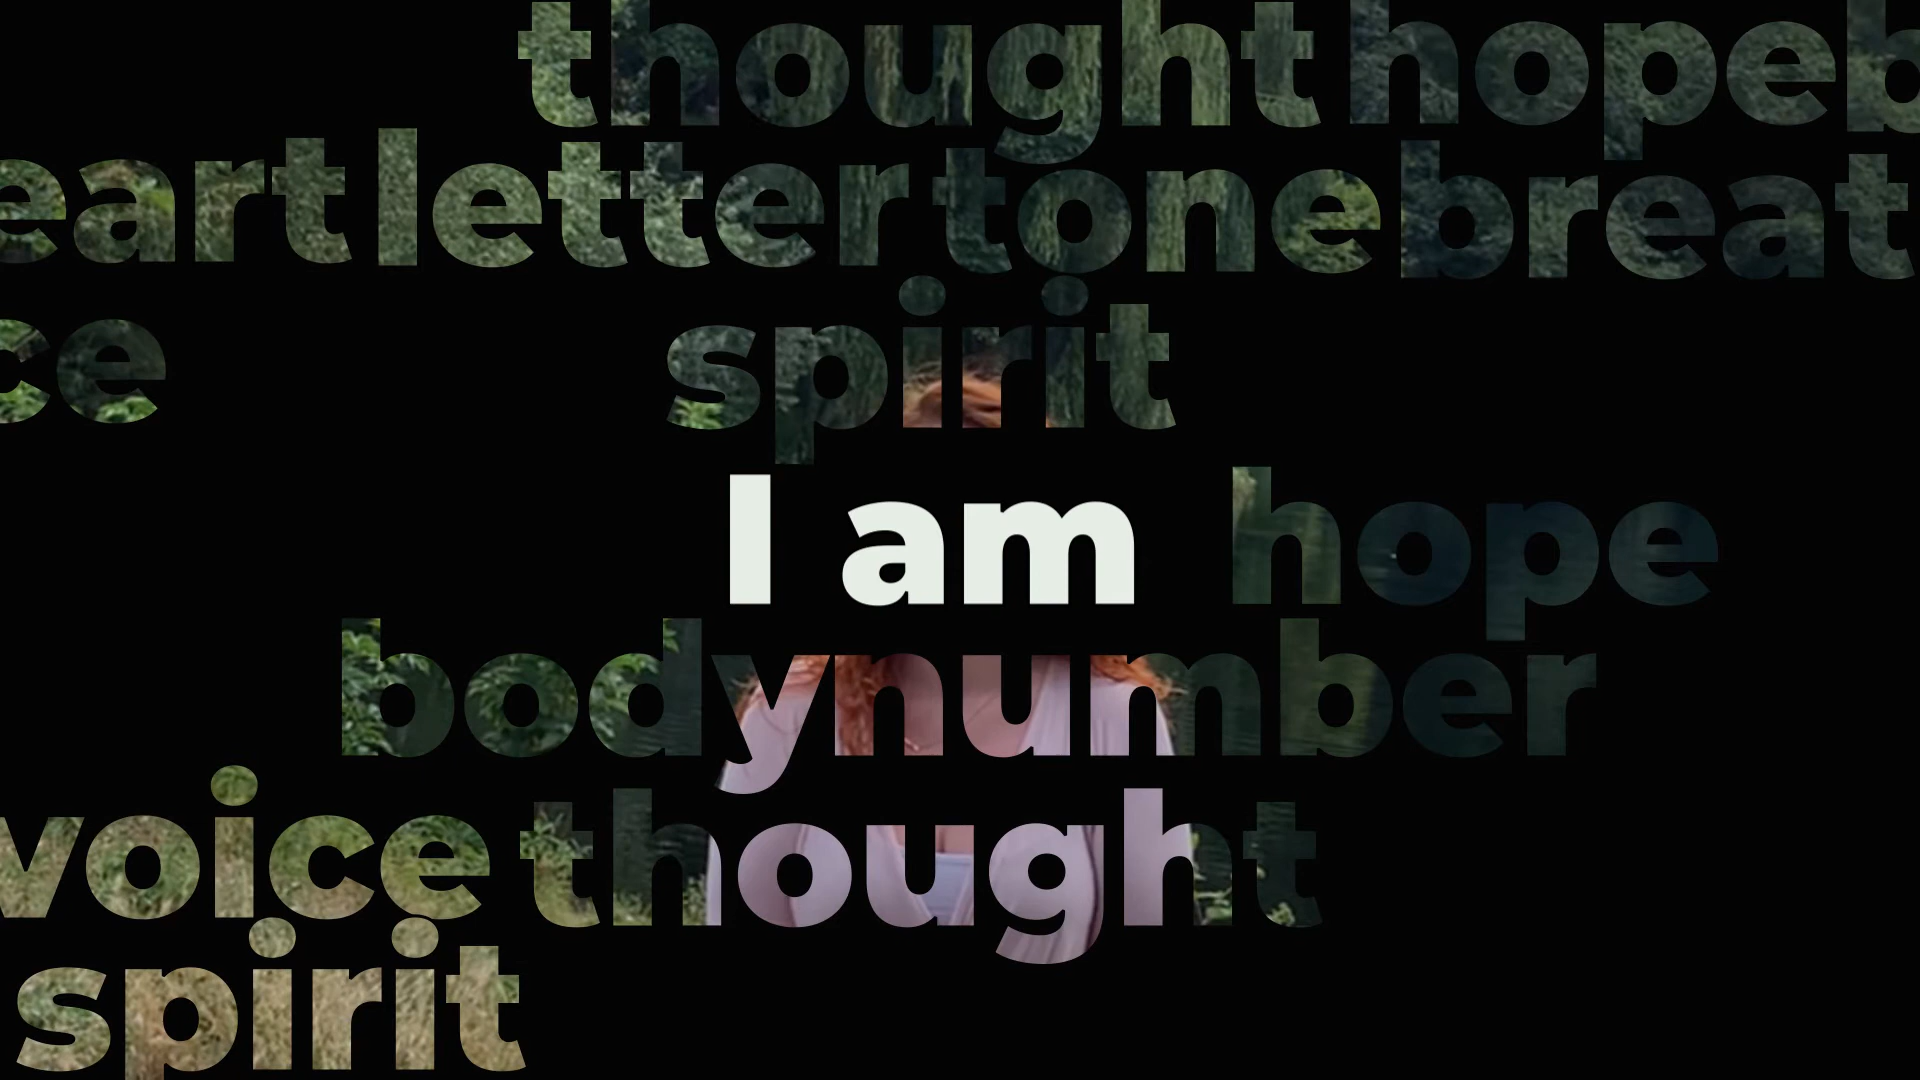 thought hope b
eart letter tone breat
ce spirit
I am hope
body number
voice thought
spirit